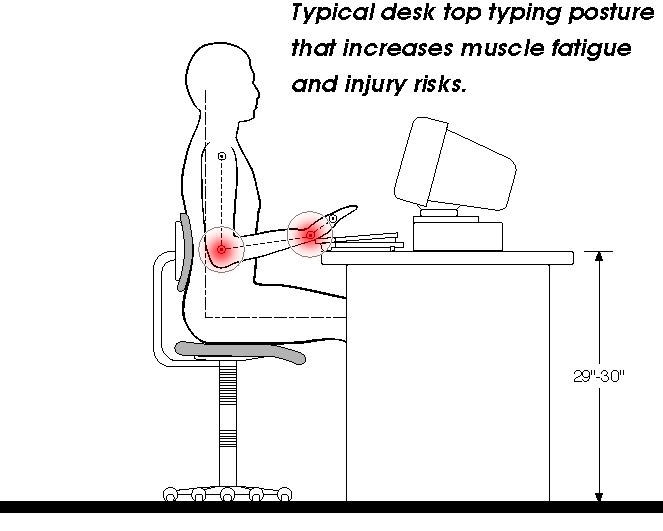 Typical desk top typing posture
that increases muscle fatigue
and injury risks.
29"-30"